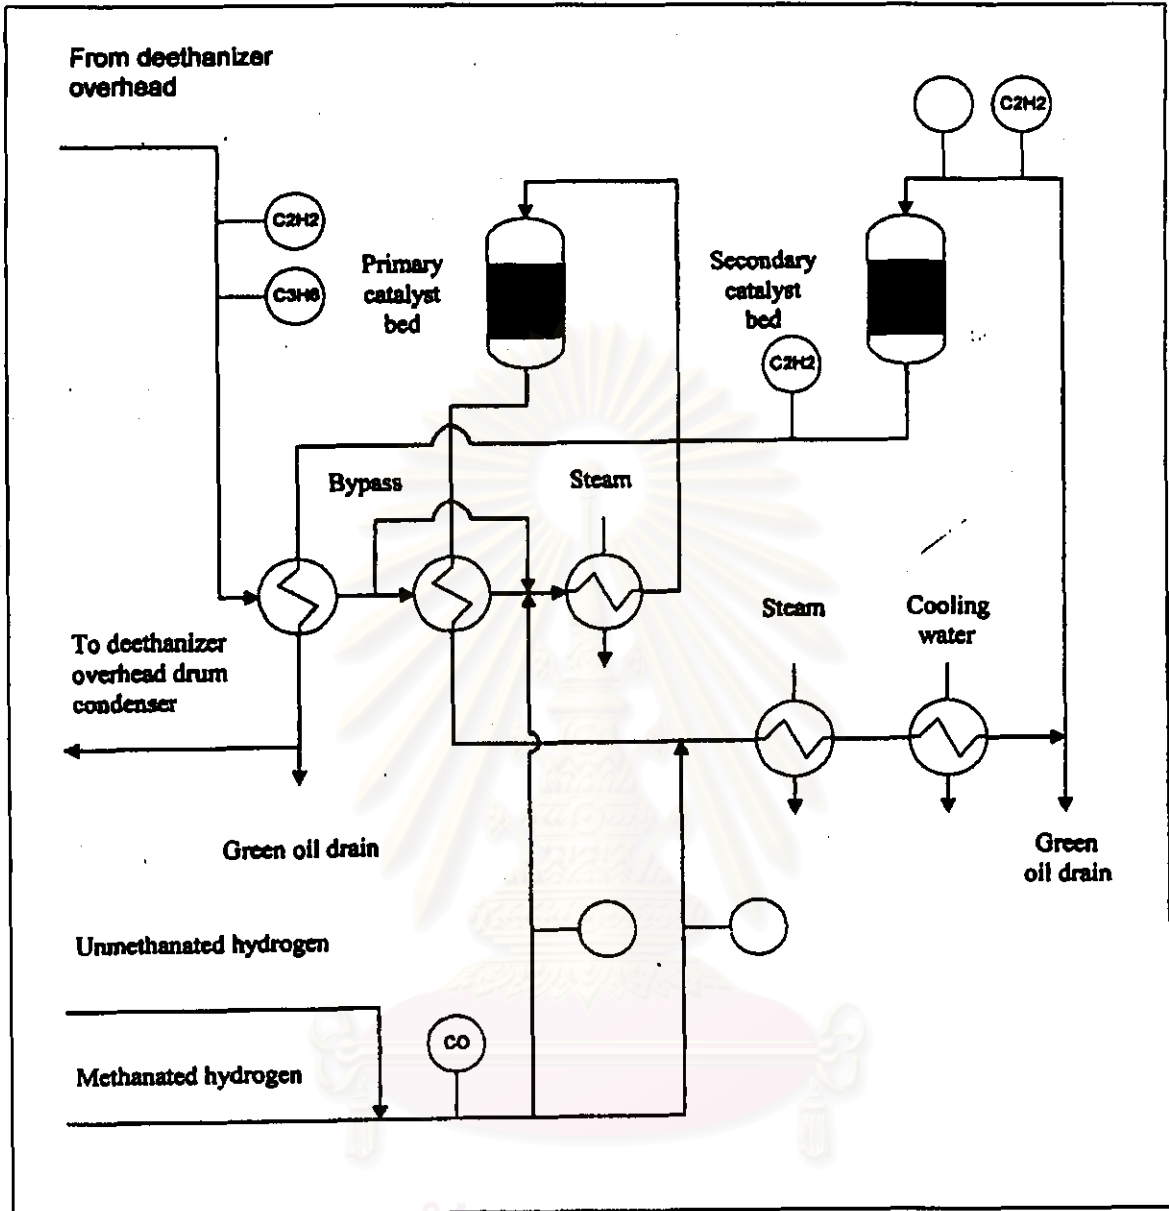 From deethanizer
overhead
C2H2
C2H2
C3H6
Primary
catalyst
bed
Secondary
catalyst
bed
C2H2
Bypass
Steam
Steam
Cooling
water
To deethanizer
overhead drum
condenser
Green oil drain
Green
oil drain
Unmethanated hydrogen
CO
Methanated hydrogen